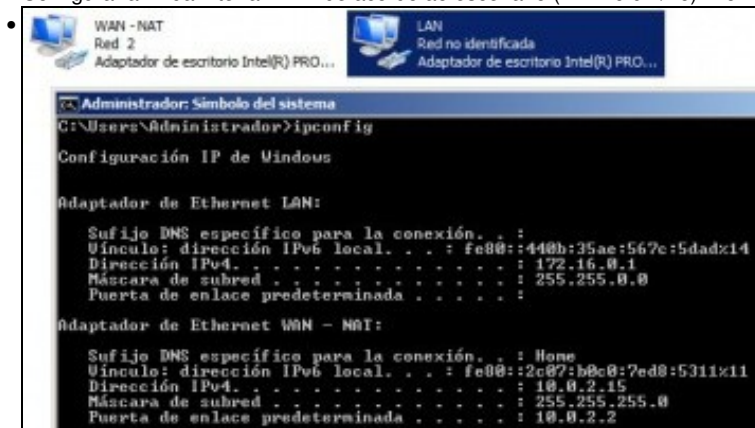 WAN - NAT
Red 2
Adaptador de escritorio Intel(R) PRO...
LAN
Red no identificada
Adaptador de escritorio Intel(R) PRO...
Administrador: Símbolo del sistema
C:\Users\Administrador>ipconfig
Configuración IP de Windows
Adaptador de Ethernet LAN:
Sufijo DNS específico para la conexión. . :
Vínculo: dirección IPv6 local. . . : fe80::440b:35ae:567c:5dad%14
Dirección IPv4. . . . . . . . . . . . . . : 172.16.0.1
Máscara de subred . . . . . . . . . . . . : 255.255.0.0
Puerta de enlace predeterminada . . . . . :
Adaptador de Ethernet WAN - NAT:
Sufijo DNS específico para la conexión. . : Home
Vínculo: dirección IPv6 local. . . : fe80::2c07:b0c0:7ed8:5311%11
Dirección IPv4. . . . . . . . . . . . . . : 10.0.2.15
Máscara de subred . . . . . . . . . . . . : 255.255.255.0
Puerta de enlace predeterminada . . . . . : 10.0.2.2